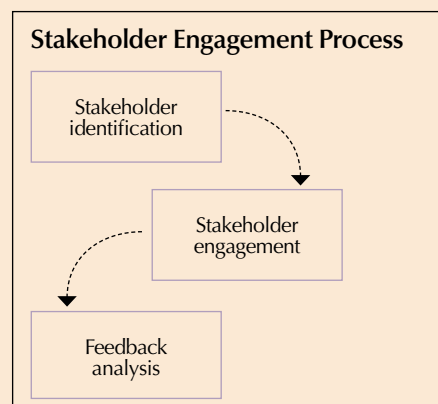 Stakeholder Engagement Process
Stakeholder
identification
Stakeholder
engagement
Feedback
analysis